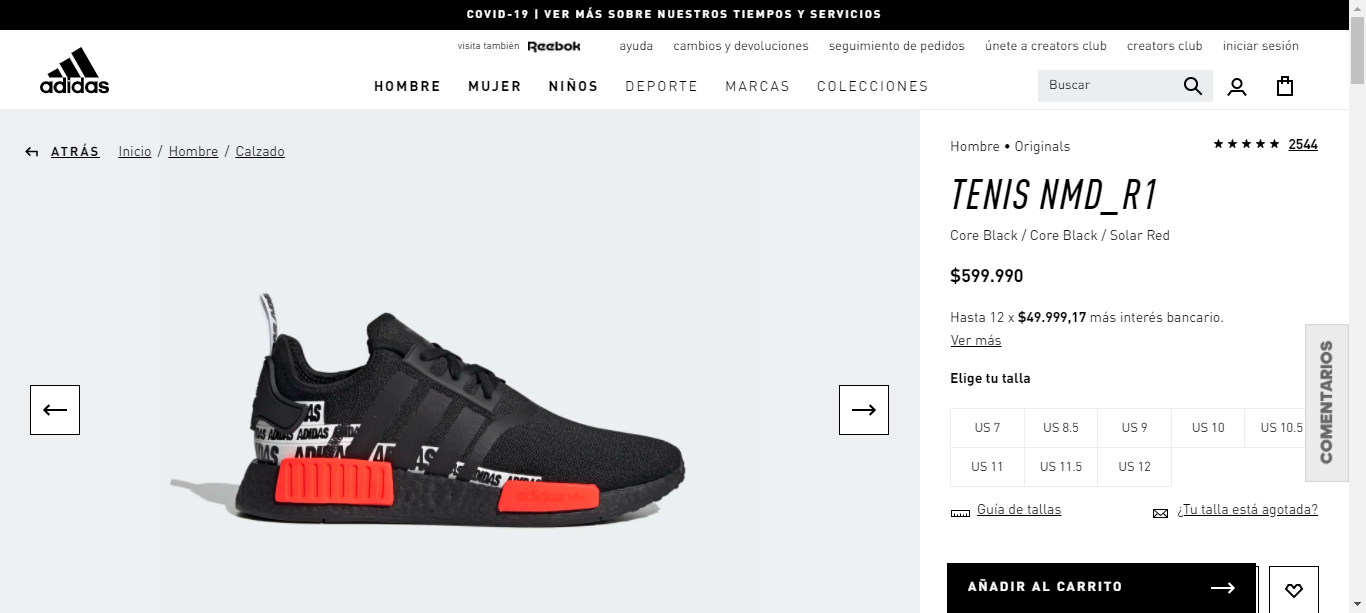 COVID-19 | VER MÁS SOBRE NUESTROS TIEMPOS Y SERVICIOS
visita también Reebok ayuda cambios y devoluciones seguimiento de pedidos únete a creators club creators club iniciar sesión
adidas
HOMBRE MUJER NIÑOS DEPORTE MARCAS COLECCIONES
Buscar
ATRÁS Inicio / Hombre / Calzado
Hombre • Originals
2544
TENIS NMD_R1
Core Black / Core Black / Solar Red
$599.990
Hasta 12 x $49.999,17 más interés bancario.
Ver más
Elige tu talla
US 7 US 8.5 US 9 US 10 US 10.5
US 11 US 11.5 US 12
Guía de tallas ¿Tu talla está agotada?
AÑADIR AL CARRITO
COMENTARIOS
ADIDAS ADIDAS
adidas